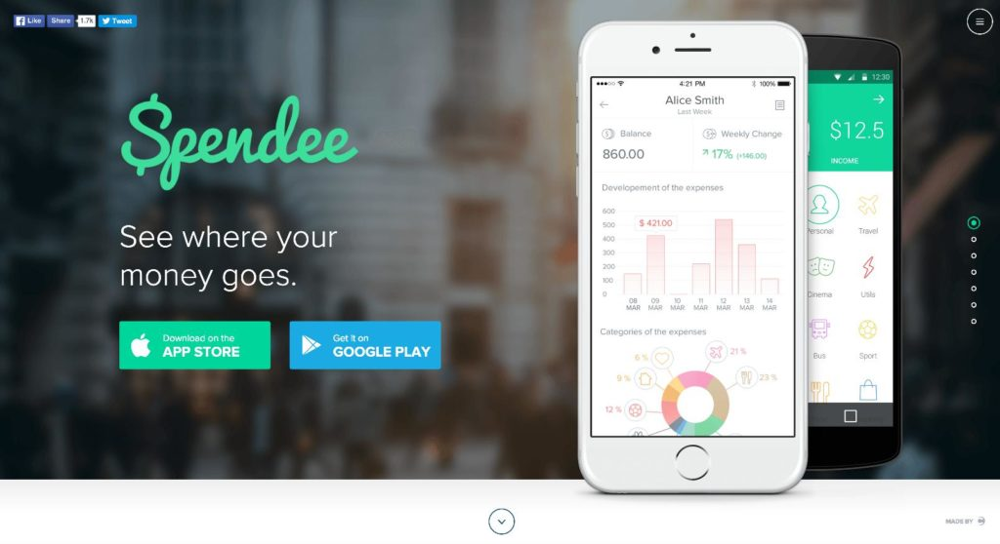 Like
Share
1.7k
Tweet
Spendee
See where your
money goes.
Download on the
APP STORE
Get it on
GOOGLE PLAY
4:21 PM
100%
Alice Smith
Last Week
Balance
860.00
Weekly Change
17% (+146.00)
Developement of the expenses
600
500
400
300
200
100
0
$ 421.00
08 09 10 11 12 13 14
MAR MAR MAR MAR MAR MAR MAR
Categories of the expenses
6 %
21 %
9 %
23 %
12 %
12:30
$12.5
INCOME
Personal
Travel
Cinema
Utils
Bus
Sport
MADE BY